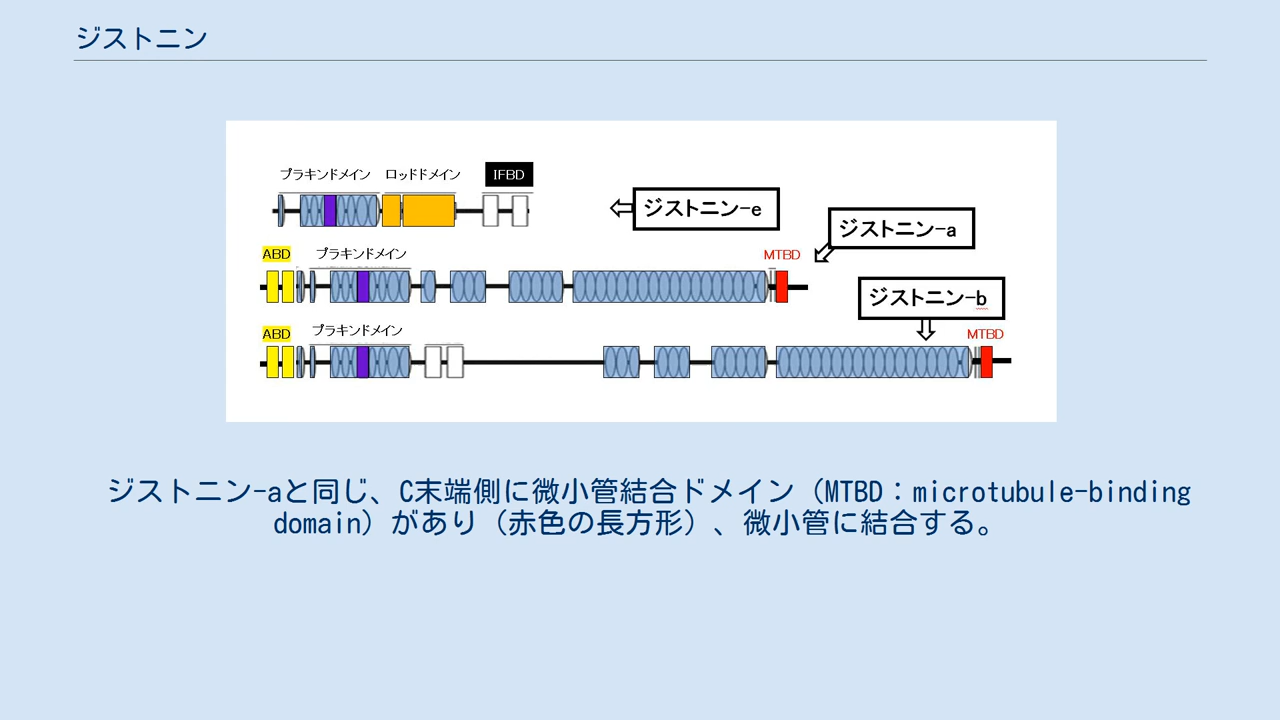 ジストニン
プラキンドメイン ロッドドメイン IFBD
ジストニン-e
ジストニン-a
ABD プラキンドメイン MTBD
ジストニン-b
ABD プラキンドメイン MTBD
ジストニン-aと同じ、C末端側に微小管結合ドメイン（MTBD：microtubule-binding
domain）があり（赤色の長方形）、微小管に結合する。